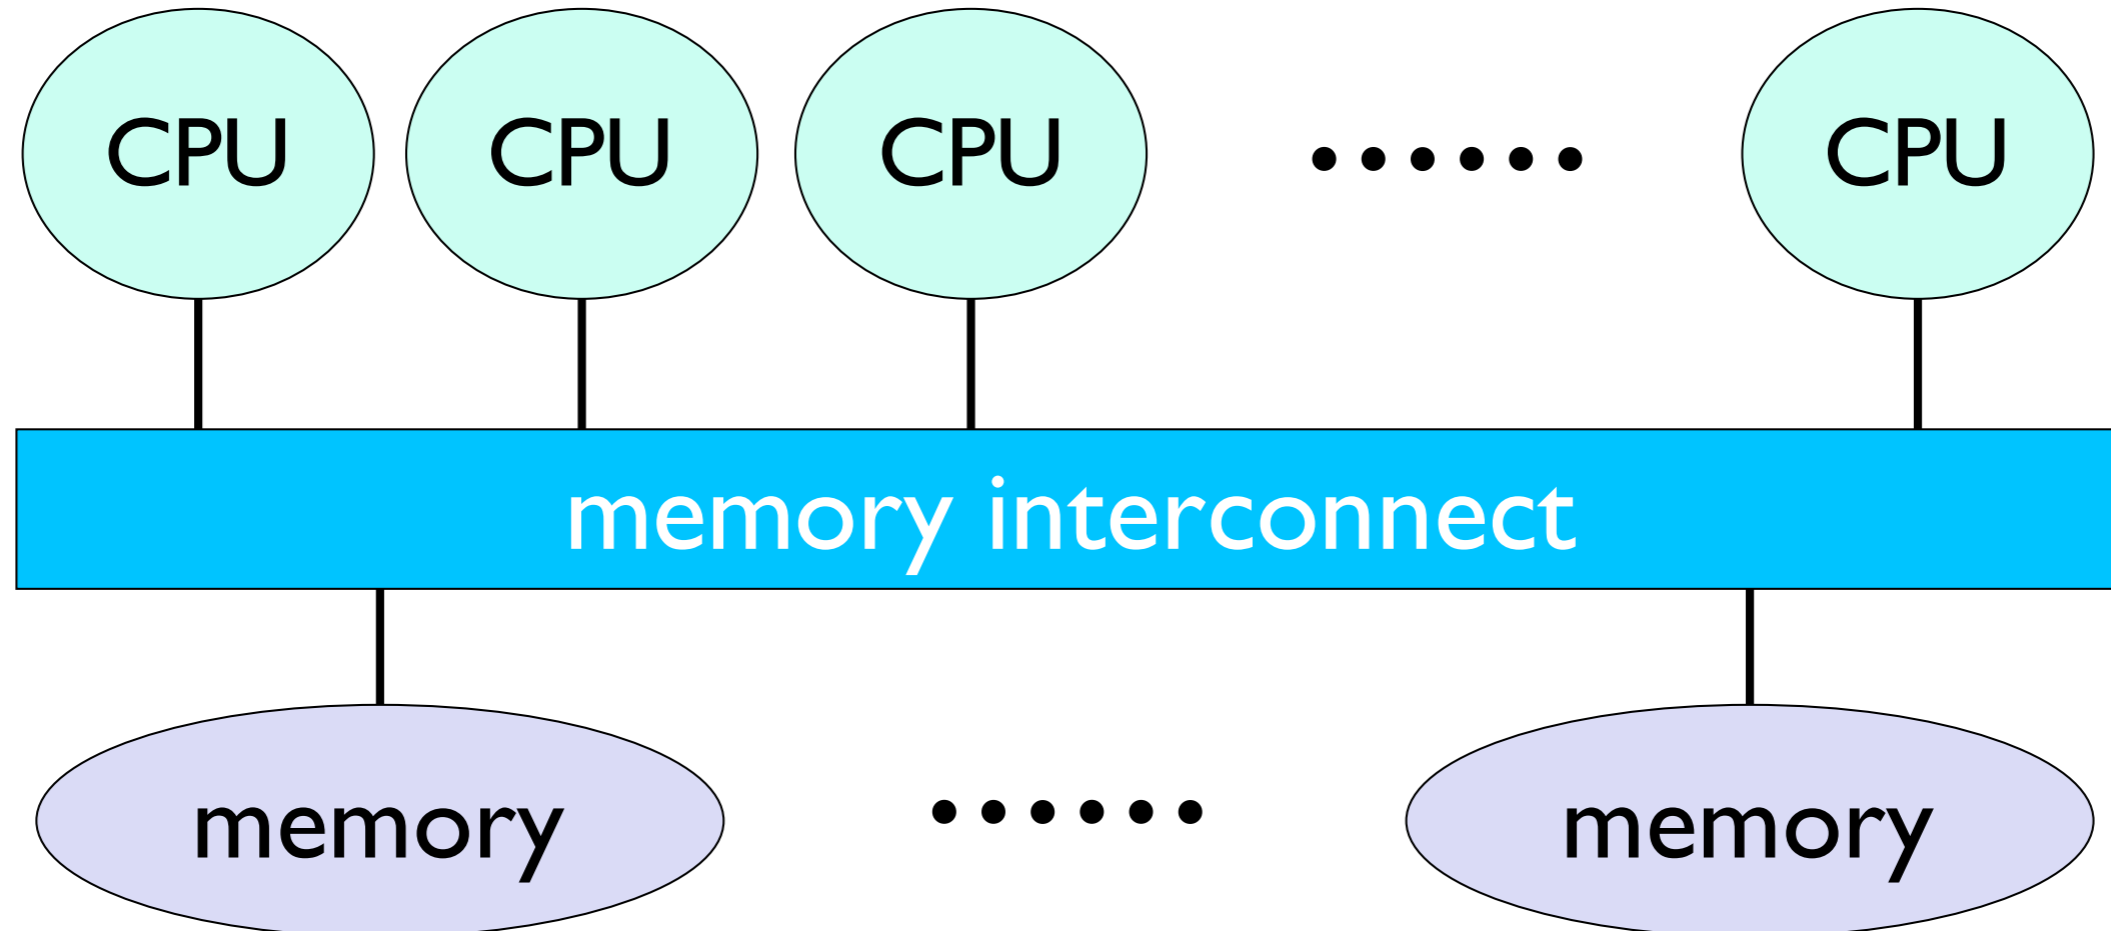 CPU CPU CPU ...... CPU
memory interconnect
memory ...... memory